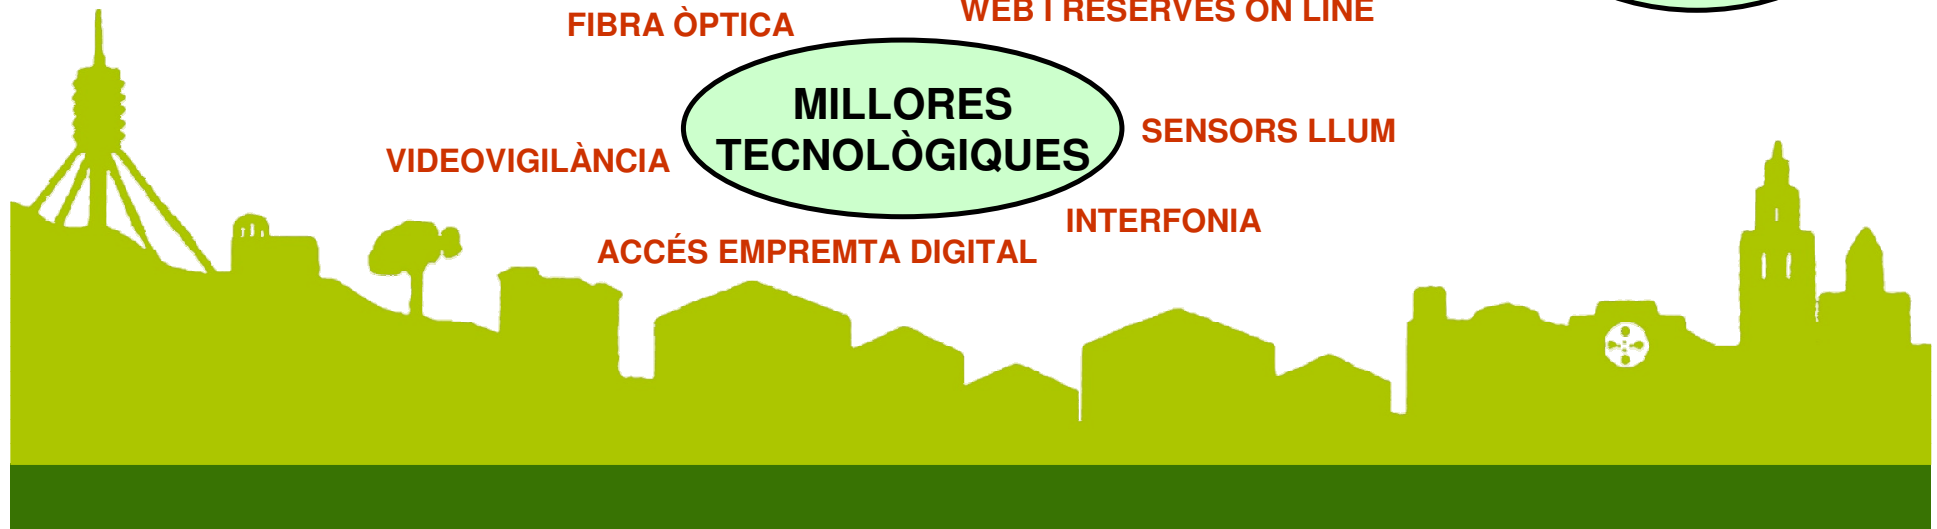 WEB I RESERVES ON LINE
FIBRA ÒPTICA
MILLORES
TECNOLÒGIQUES
SENSORS LLUM
VIDEOVIGILÀNCIA
INTERFONIA
ACCÉS EMPREMTA DIGITAL